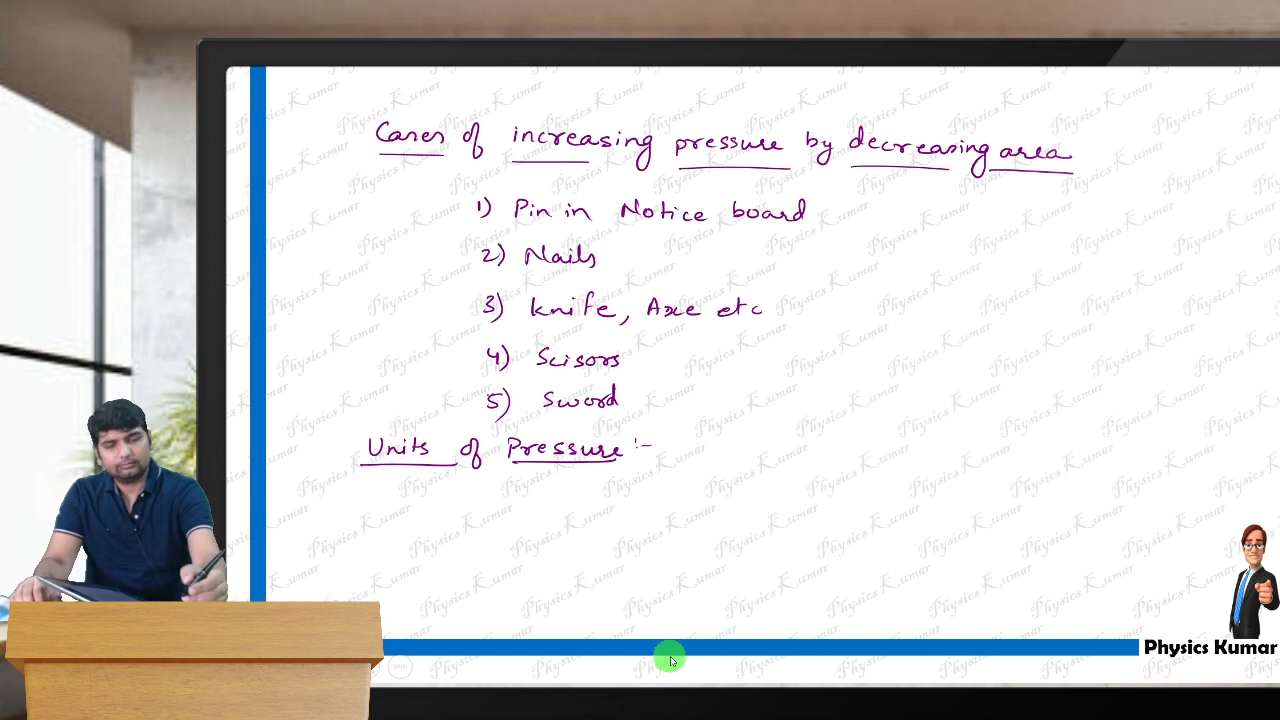 Cases of increasing pressure by decreasing area
1) Pin in Notice board
2) Nails
3) knife, Axe etc
4) Scisors
5) Sword
Units of Pressure :-
Physics Kumar